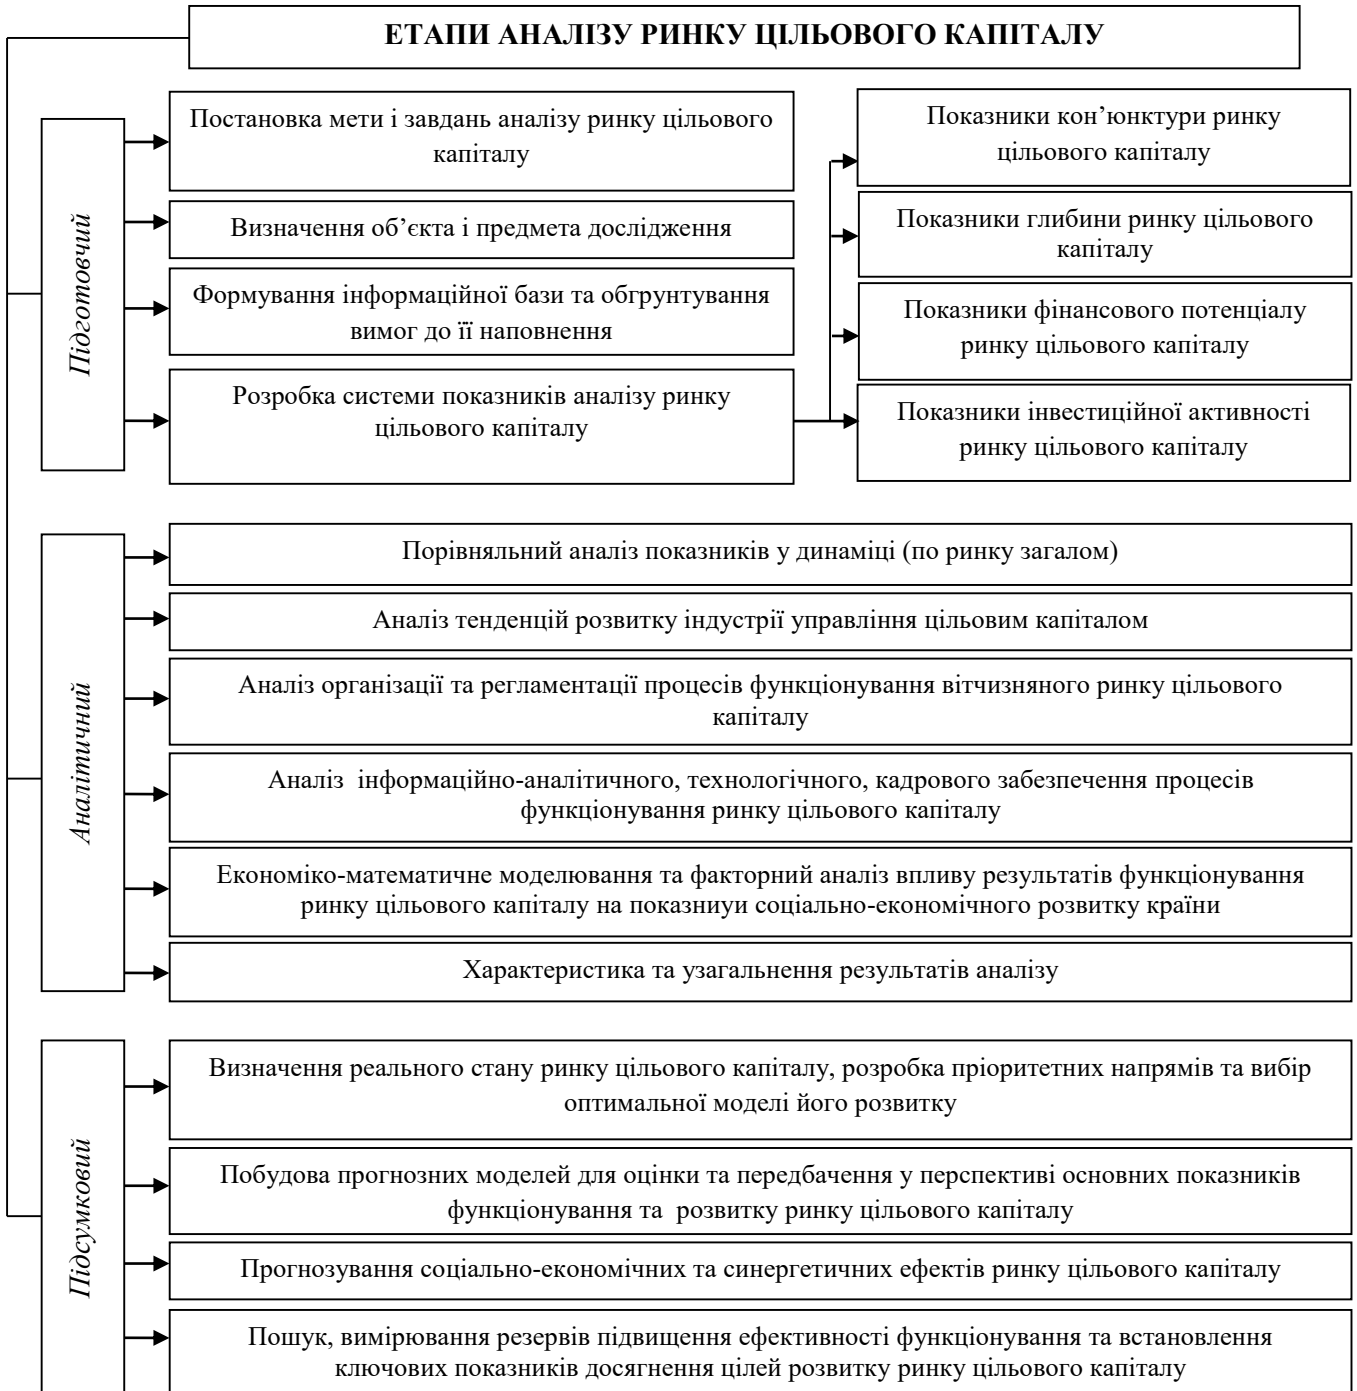 ЕТАПИ АНАЛІЗУ РИНКУ ЦІЛЬОВОГО КАПІТАЛУ
Підготовчий
Постановка мети і завдань аналізу ринку цільового
капіталу
Визначення об’єкта і предмета дослідження
Формування інформаційної бази та обгрунтування
вимог до її наповнення
Розробка системи показників аналізу ринку
цільового капіталу
Показники кон’юнктури ринку
цільового капіталу
Показники глибини ринку цільового
капіталу
Показники фінансового потенціалу
ринку цільового капіталу
Показники інвестиційної активності
ринку цільового капіталу
Аналітичний
Порівняльний аналіз показників у динаміці (по ринку загалом)
Аналіз тенденцій розвитку індустрії управління цільовим капіталом
Аналіз організації та регламентації процесів функціонування вітчизняного ринку цільового
капіталу
Аналіз інформаційно-аналітичного, технологічного, кадрового забезпечення процесів
функціонування ринку цільового капіталу
Економіко-математичне моделювання та факторний аналіз впливу результатів функціонування
ринку цільового капіталу на показниуи соціально-економічного розвитку країни
Характеристика та узагальнення результатів аналізу
Підсумковий
Визначення реального стану ринку цільового капіталу, розробка пріоритетних напрямів та вибір
оптимальної моделі його розвитку
Побудова прогнозних моделей для оцінки та передбачення у перспективі основних показників
функціонування та розвитку ринку цільового капіталу
Прогнозування соціально-економічних та синергетичних ефектів ринку цільового капіталу
Пошук, вимірювання резервів підвищення ефективності функціонування та встановлення
ключових показників досягнення цілей розвитку ринку цільового капіталу